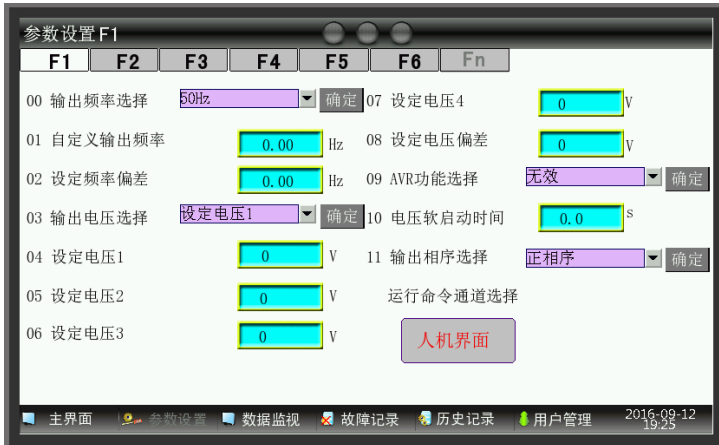 参数设置F1
F1 F2 F3 F4 F5 F6 Fn
00 输出频率选择 50Hz 确定
01 自定义输出频率 0.00 Hz
02 设定频率偏差 0.00 Hz
03 输出电压选择 设定电压1 确定
04 设定电压1 0 V
05 设定电压2 0 V
06 设定电压3 0 V
07 设定电压4 0 V
08 设定电压偏差 0 V
09 AVR功能选择 无效 确定
10 电压软启动时间 0.0 s
11 输出相序选择 正相序 确定
运行命令通道选择
人机界面
主界面 参数设置 数据监视 故障记录 历史记录 用户管理 2016-09-12
19:25